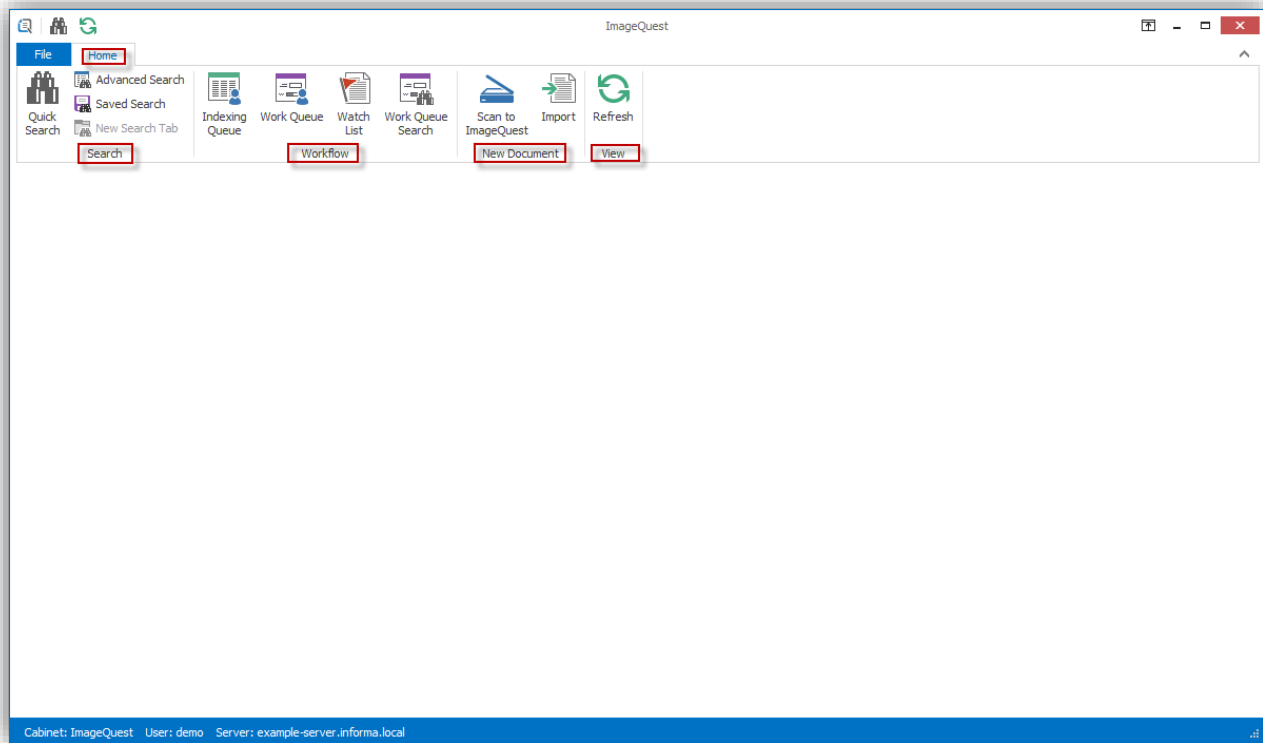 ImageQuest
File Home
Quick Search
Advanced Search
Saved Search
New Search Tab
Search
Indexing Queue
Work Queue
Watch List
Work Queue Search
Workflow
Scan to ImageQuest
Import
New Document
Refresh
View
Cabinet: ImageQuest User: demo Server: example-server.informa.local